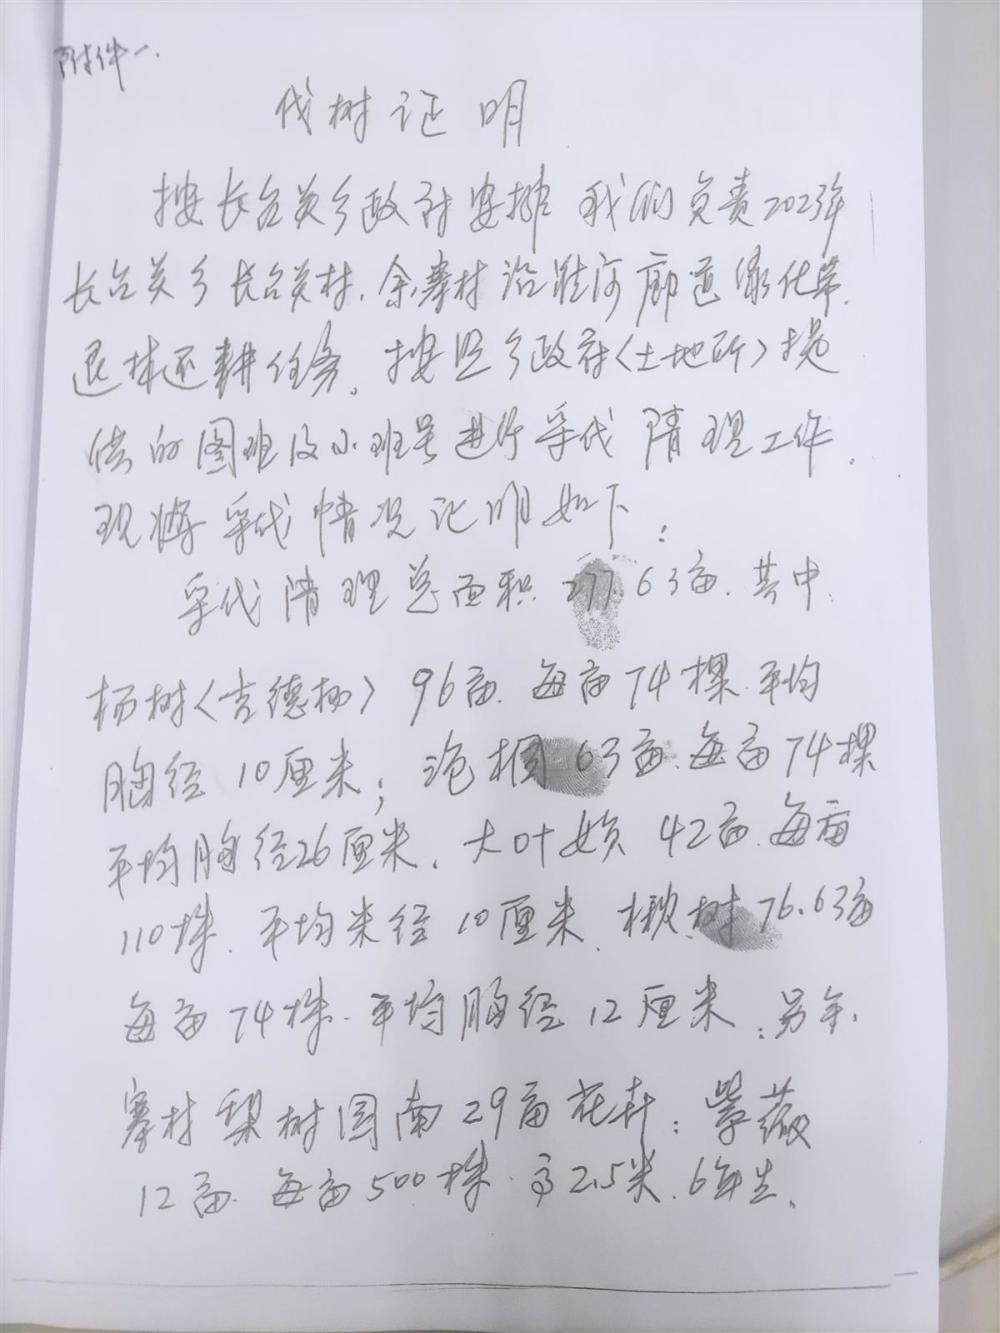 附件一.
伐树证明
按长台关乡政府安排 我们负责2023年
长台关乡长台关村.余寨村沿淮河廊道绿化带.
退林还耕任务.按照乡政府〈土地所〉提
供的图班及小班号进行采伐清理工作.
现将采伐情况证明如下:
采伐清理总面积277.63亩.其中.
杨树〈吉德杨〉96亩.每亩74棵.平均
胸径10厘米;泡桐63亩.每亩74棵
平均胸径26厘米.大叶女贞42亩.每亩
110株.平均米径10厘米.楸树76.63亩
每亩74株.平均胸径12厘米.:另余.
寨村梨树园南29亩花卉:紫薇
12亩.每亩500株.高2.5米.6年生.